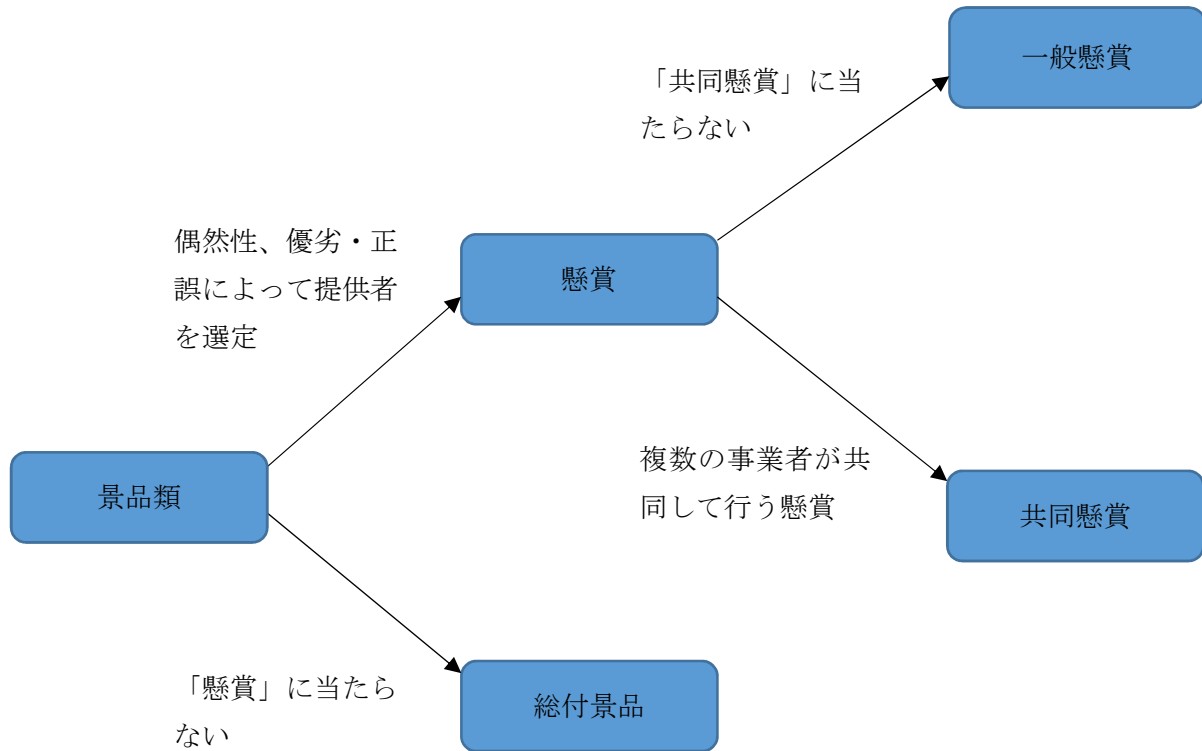 一般懸賞
「共同懸賞」に当
たらない
偶然性、優劣・正
誤によって提供者
を選定
懸賞
景品類
複数の事業者が共
同して行う懸賞
共同懸賞
「懸賞」に当たら
ない
総付景品